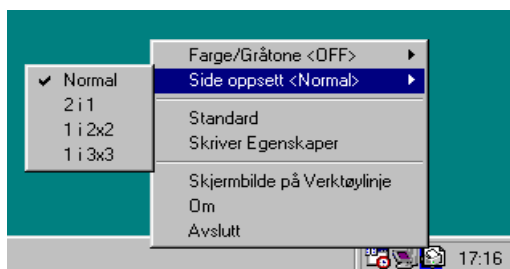 Farge/Gråtone <OFF>
Side oppsett <Normal>
Normal
2 i 1
1 i 2x2
1 i 3x3
Standard
Skriver Egenskaper
Skjermbilde på Verktøylinje
Om
Avslutt
17:16